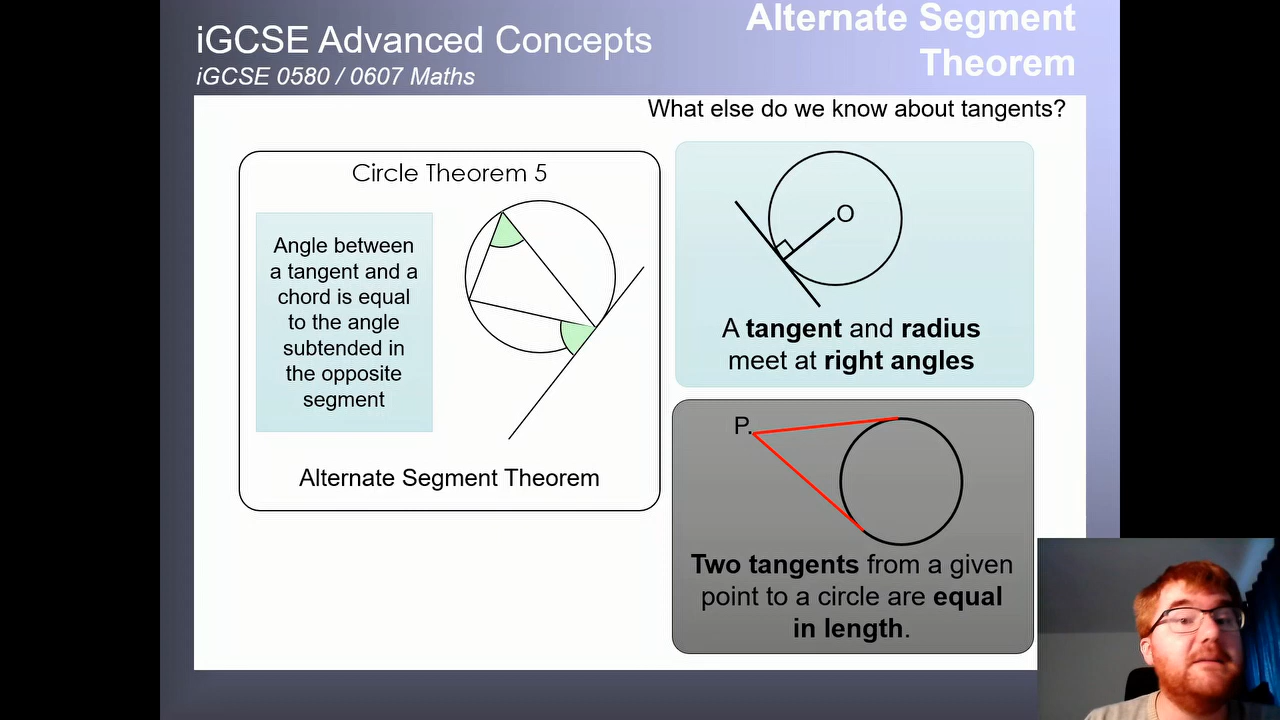 iGCSE Advanced Concepts
iGCSE 0580 / 0607 Maths
Alternate Segment
Theorem
What else do we know about tangents?
Circle Theorem 5
Angle between
a tangent and a
chord is equal
to the angle
subtended in
the opposite
segment
Alternate Segment Theorem
O
A tangent and radius
meet at right angles
P.
Two tangents from a given
point to a circle are equal
in length.